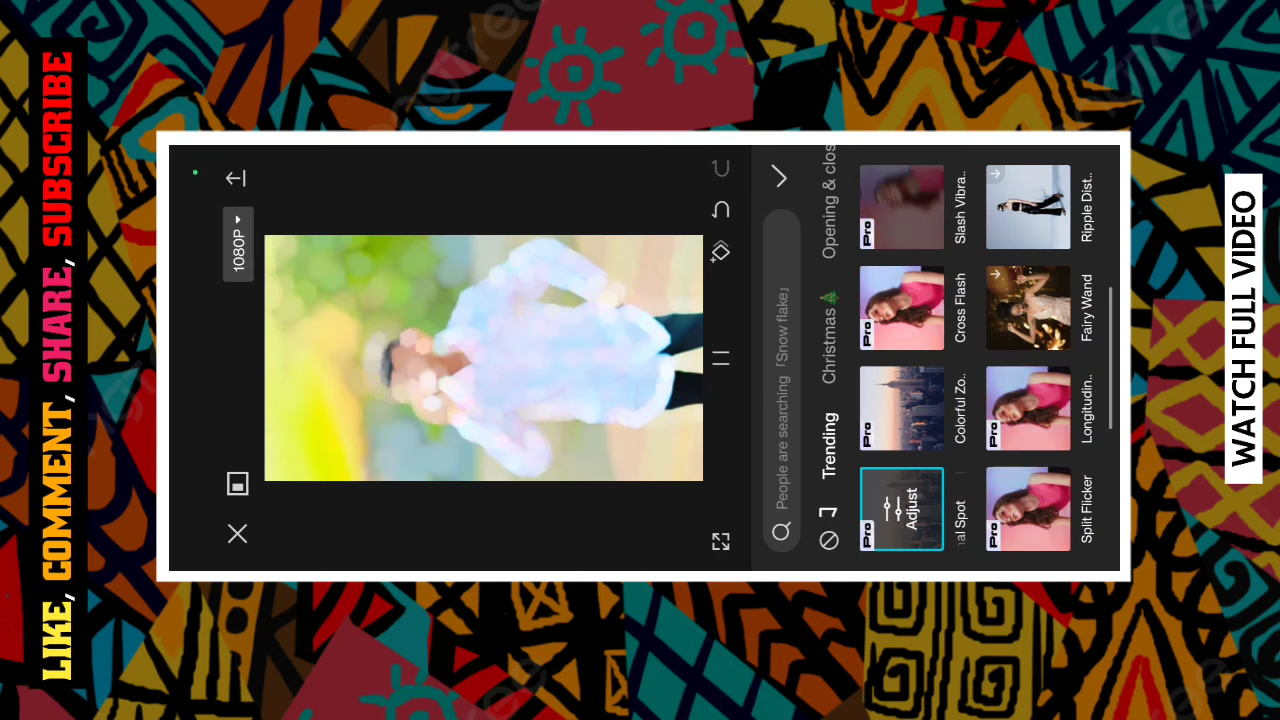 LIKE, COMMENT, SHARE, SUBSCRIBE
1080P
People are searching 「Snow flake」
Trending
Christmas
Opening & clos
Pro
Adjust
Pro
Pro
Pro
al Spot
Colorful Zo..
Cross Flash
Slash Vibra..
Pro
Pro
Split Flicker
Longitudin..
Fairy Wand
Ripple Dist..
WATCH FULL VIDEO